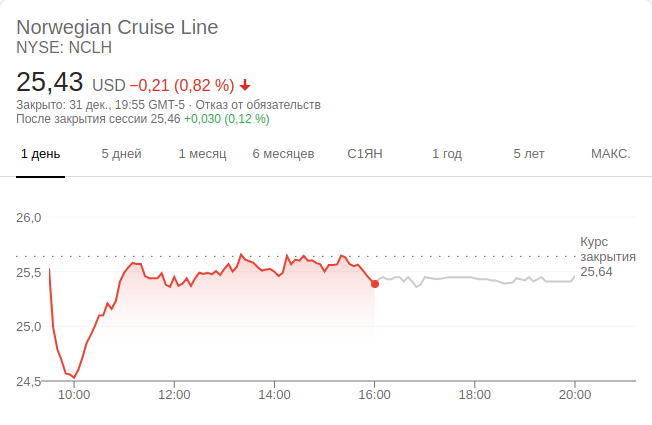 Norwegian Cruise Line
NYSE: NCLH
25,43 USD −0,21 (0,82 %)
Закрыто: 31 дек., 19:55 GMT-5 · Отказ от обязательств
После закрытия сессии 25,46 +0,030 (0,12 %)
1 день 5 дней 1 месяц 6 месяцев С1ЯН 1 год 5 лет МАКС.
26,0
Курс
закрытия
25,64
25,5
25,0
24,5
10:00 12:00 14:00 16:00 18:00 20:00